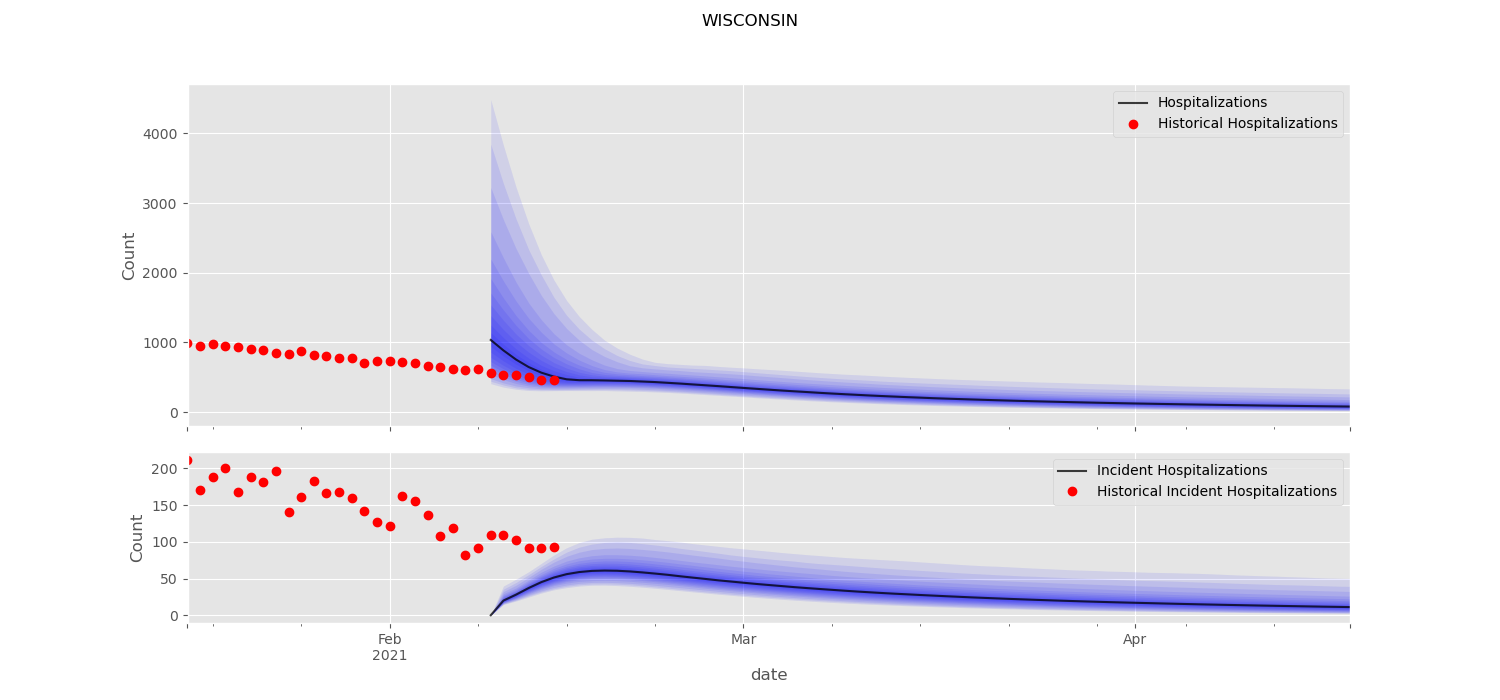 WISCONSIN
Hospitalizations
Historical Hospitalizations
4000
3000
2000
1000
0
Count
Incident Hospitalizations
Historical Incident Hospitalizations
200
150
100
50
0
Count
Feb
2021
Mar
Apr
date